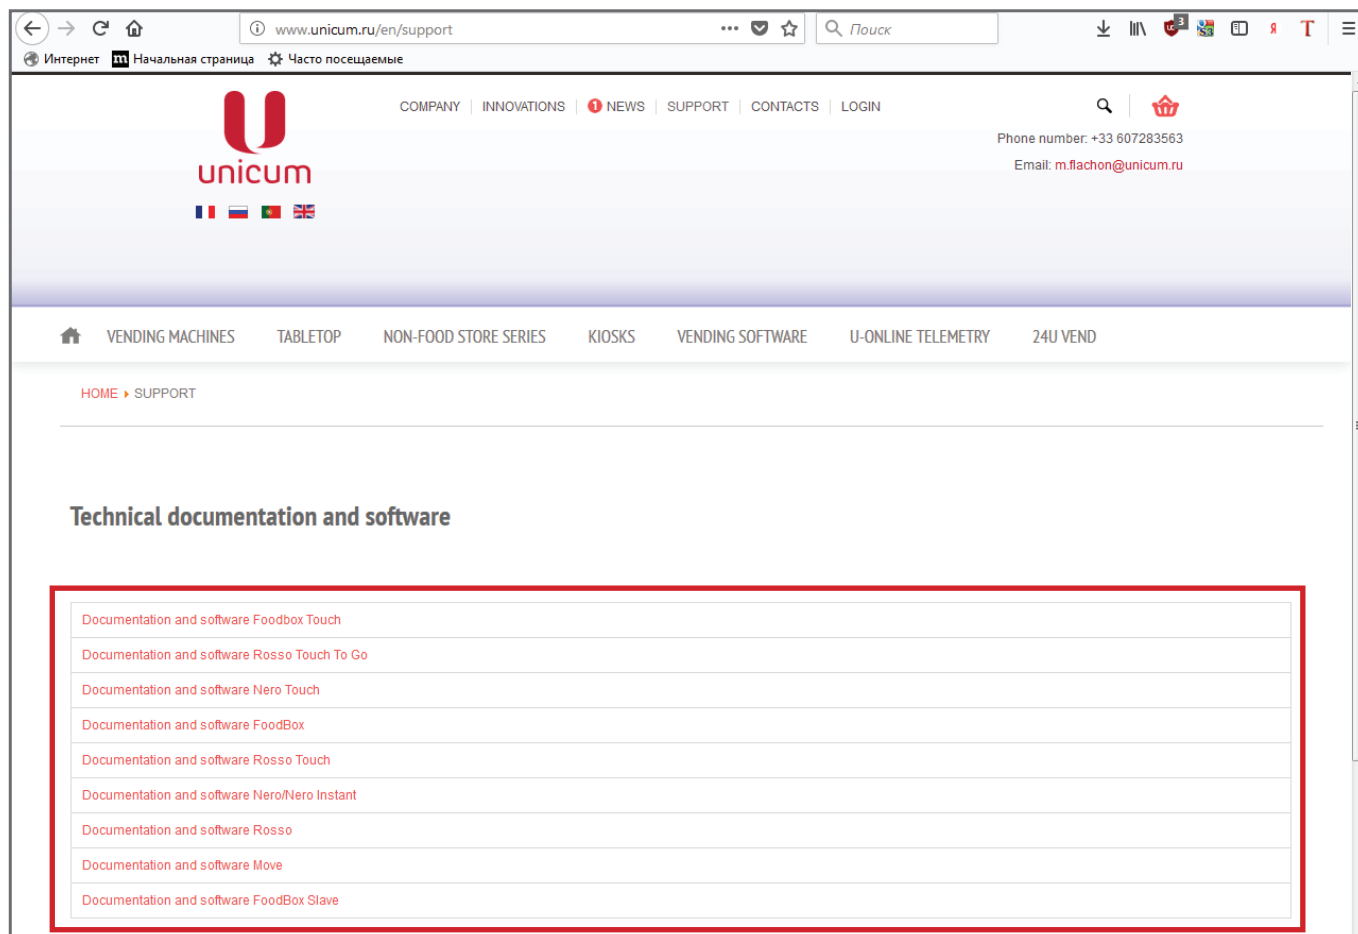 www.unicum.ru/en/support
Поиск
3
Интернет
Начальная страница
Часто посещаемые
unicum
COMPANY
INNOVATIONS
1 NEWS
SUPPORT
CONTACTS
LOGIN
Phone number: +33 607283563
Email: m.flachon@unicum.ru
VENDING MACHINES
TABLETOP
NON-FOOD STORE SERIES
KIOSKS
VENDING SOFTWARE
U-ONLINE TELEMETRY
24U VEND
HOME
SUPPORT
Technical documentation and software
Documentation and software Foodbox Touch
Documentation and software Rosso Touch To Go
Documentation and software Nero Touch
Documentation and software FoodBox
Documentation and software Rosso Touch
Documentation and software Nero/Nero Instant
Documentation and software Rosso
Documentation and software Move
Documentation and software FoodBox Slave